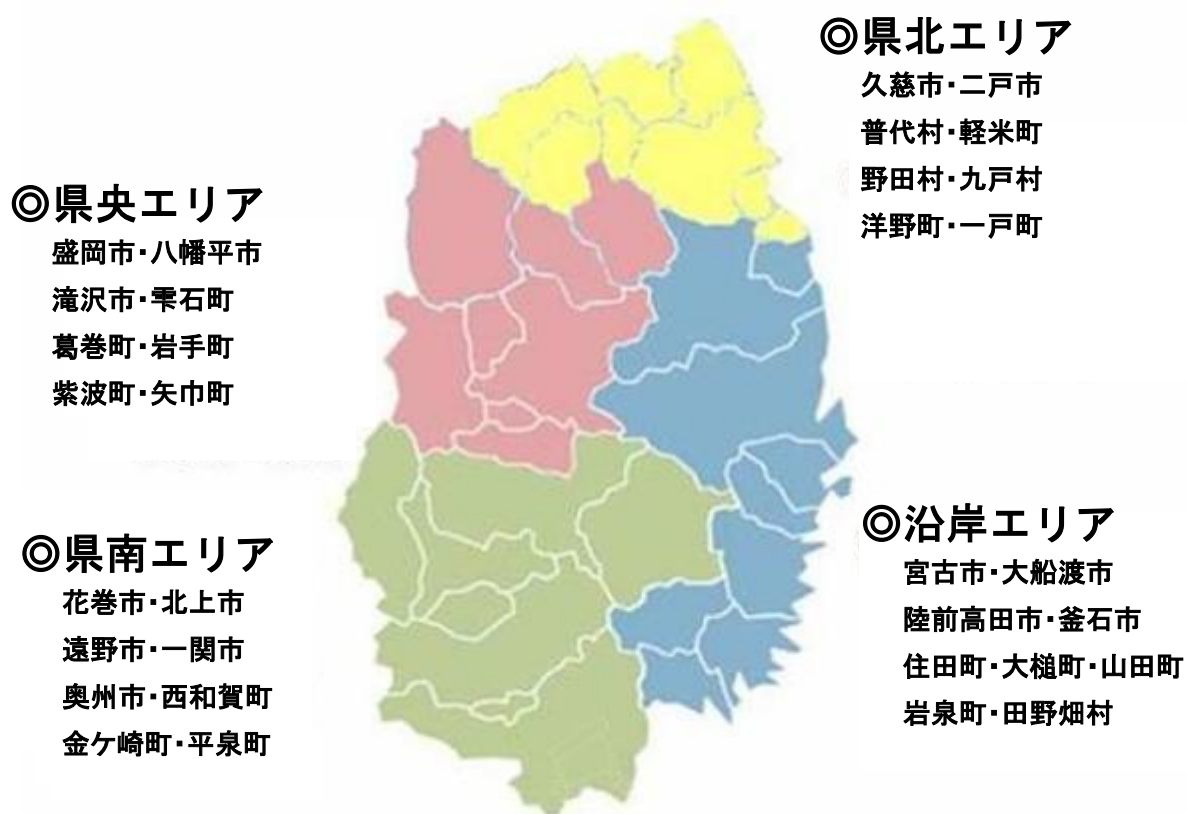 ◎県北エリア
久慈市・二戸市
普代村・軽米町
野田村・九戸村
洋野町・一戸町
◎県央エリア
盛岡市・八幡平市
滝沢市・雫石町
葛巻町・岩手町
紫波町・矢巾町
◎県南エリア
花巻市・北上市
遠野市・一関市
奥州市・西和賀町
金ケ崎町・平泉町
◎沿岸エリア
宮古市・大船渡市
陸前高田市・釜石市
住田町・大槌町・山田町
岩泉町・田野畑村